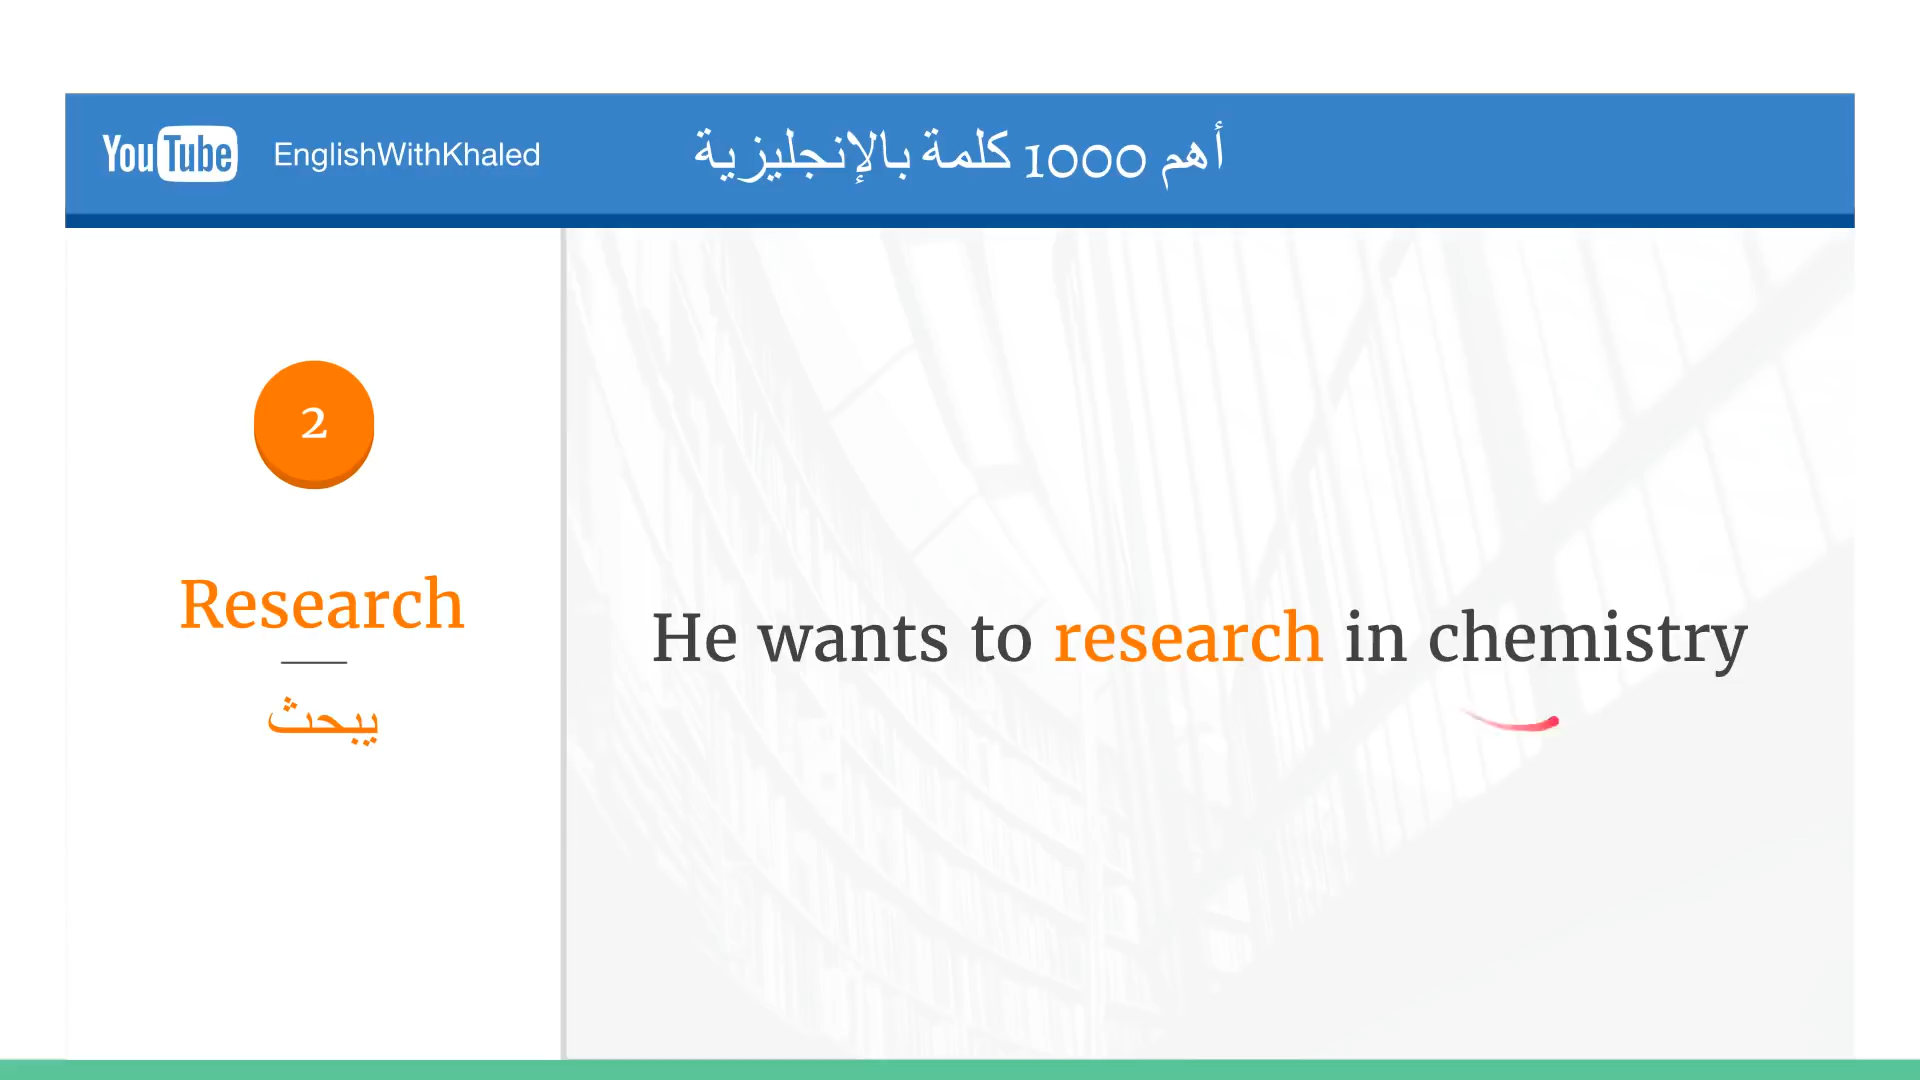 YouTube EnglishWithKhaled
أهم 1000 كلمة بالإنجليزية
2
Research
يبحث
He wants to research in chemistry